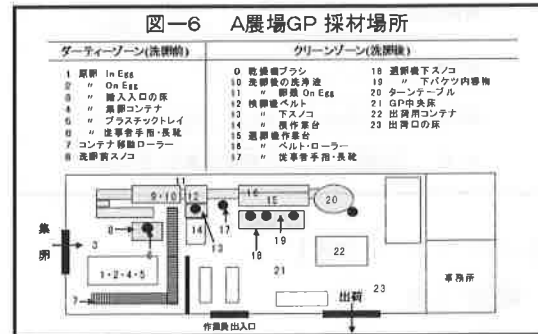 図―6 A農場GP 採材場所
ダーティーゾーン(洗卵前)
1 原卵 In Egg
2 〃 On Egg
3 〃 搬入入口の床
4 〃 集卵コンテナ
5 〃 プラスチックトレイ
6 〃 従事者手指・長靴
7 コンテナ移動ローラー
8 洗卵前スノコ
クリーンゾーン(洗卵後)
9 乾燥機ブラシ
10 洗卵後の洗浄液
11 〃 卵殻 On Egg
12 検卵機ベルト
13 〃 下スノコ
14 〃 横作業台
15 選卵機作業台
16 〃 ベルト・ローラー
17 〃 従事者手指・長靴
18 選卵機下スノコ
19 〃 下バケツ内容物
20 ターンテーブル
21 GP中央床
22 出荷用コンテナ
23 出荷口の床
11
9・10
12
16
15
20
8
6
14
13
17
18
19
集卵
3
1・2・4・5
7
21
22
23
事務所
作業員出入口
出荷